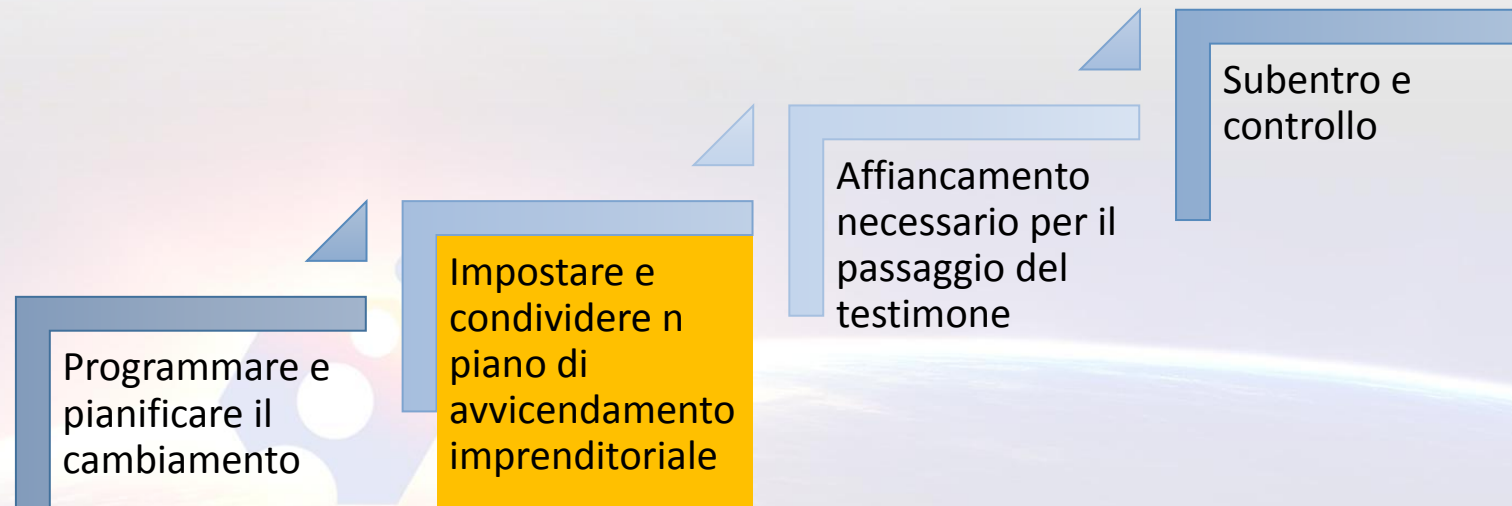 Programmare e
pianificare il
cambiamento
Impostare e
condividere n
piano di
avvicendamento
imprenditoriale
Affiancamento
necessario per il
passaggio del
testimone
Subentro e
controllo